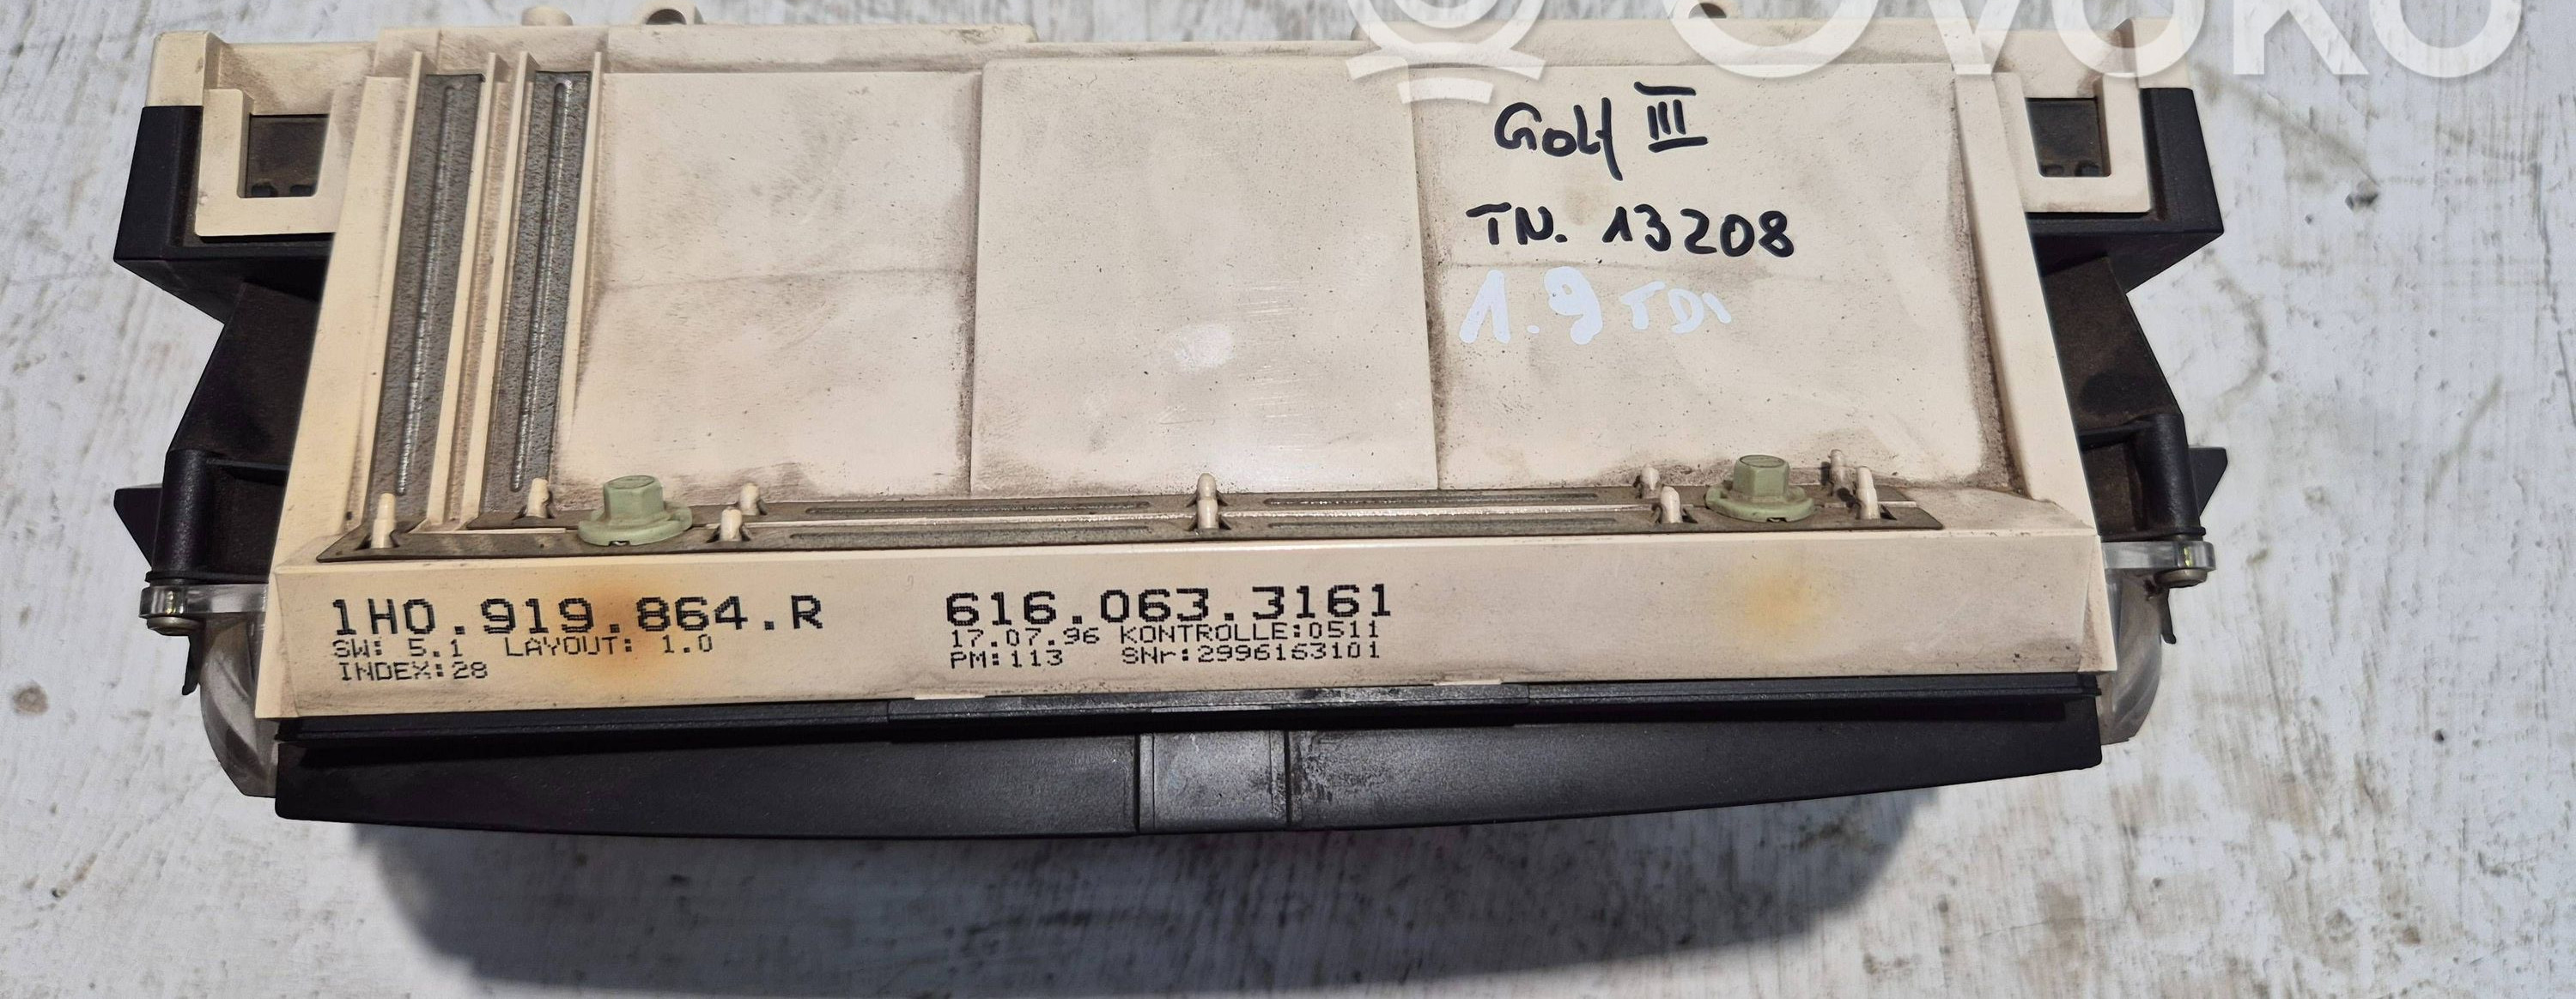 OVOKO
Golf III
TN. 13208
1.9 TDI
1H0.919.864.R
SW: 5.1 LAYOUT: 1.0
INDEX:28
616.063.3161
17.07.96 KONTROLLE:0511
PM:113 SNr:2996163101